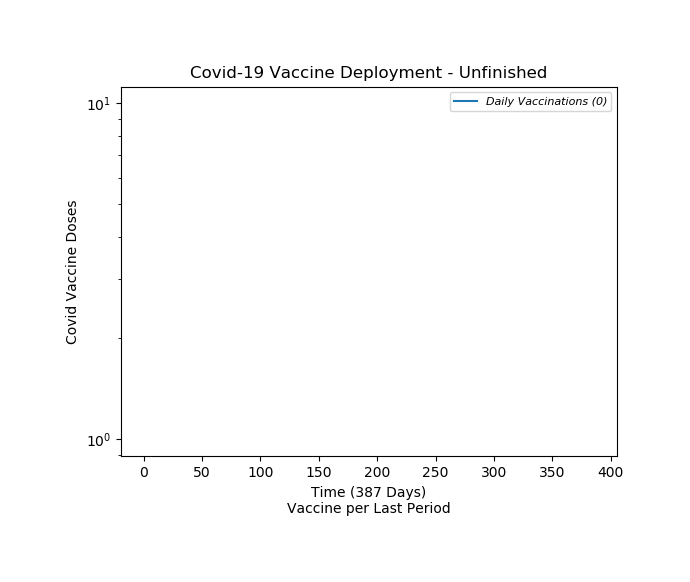 Covid-19 Vaccine Deployment - Unfinished
Daily Vaccinations (0)
Covid Vaccine Doses
10¹
10⁰
0 50 100 150 200 250 300 350 400
Time (387 Days)
Vaccine per Last Period